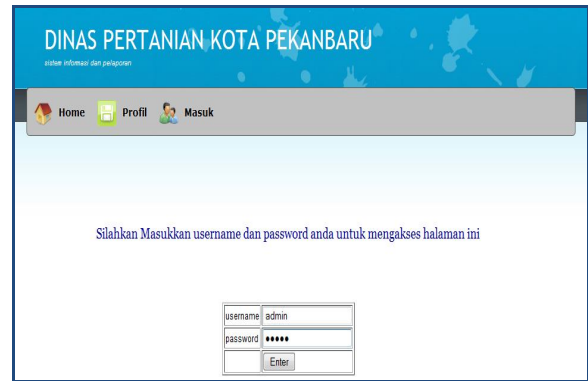 DINAS PERTANIAN KOTA PEKANBARU
sistem informasi dan pelaporan
Home Profil Masuk
Silahkan Masukkan username dan password anda untuk mengakses halaman ini
username admin
password •••••
Enter